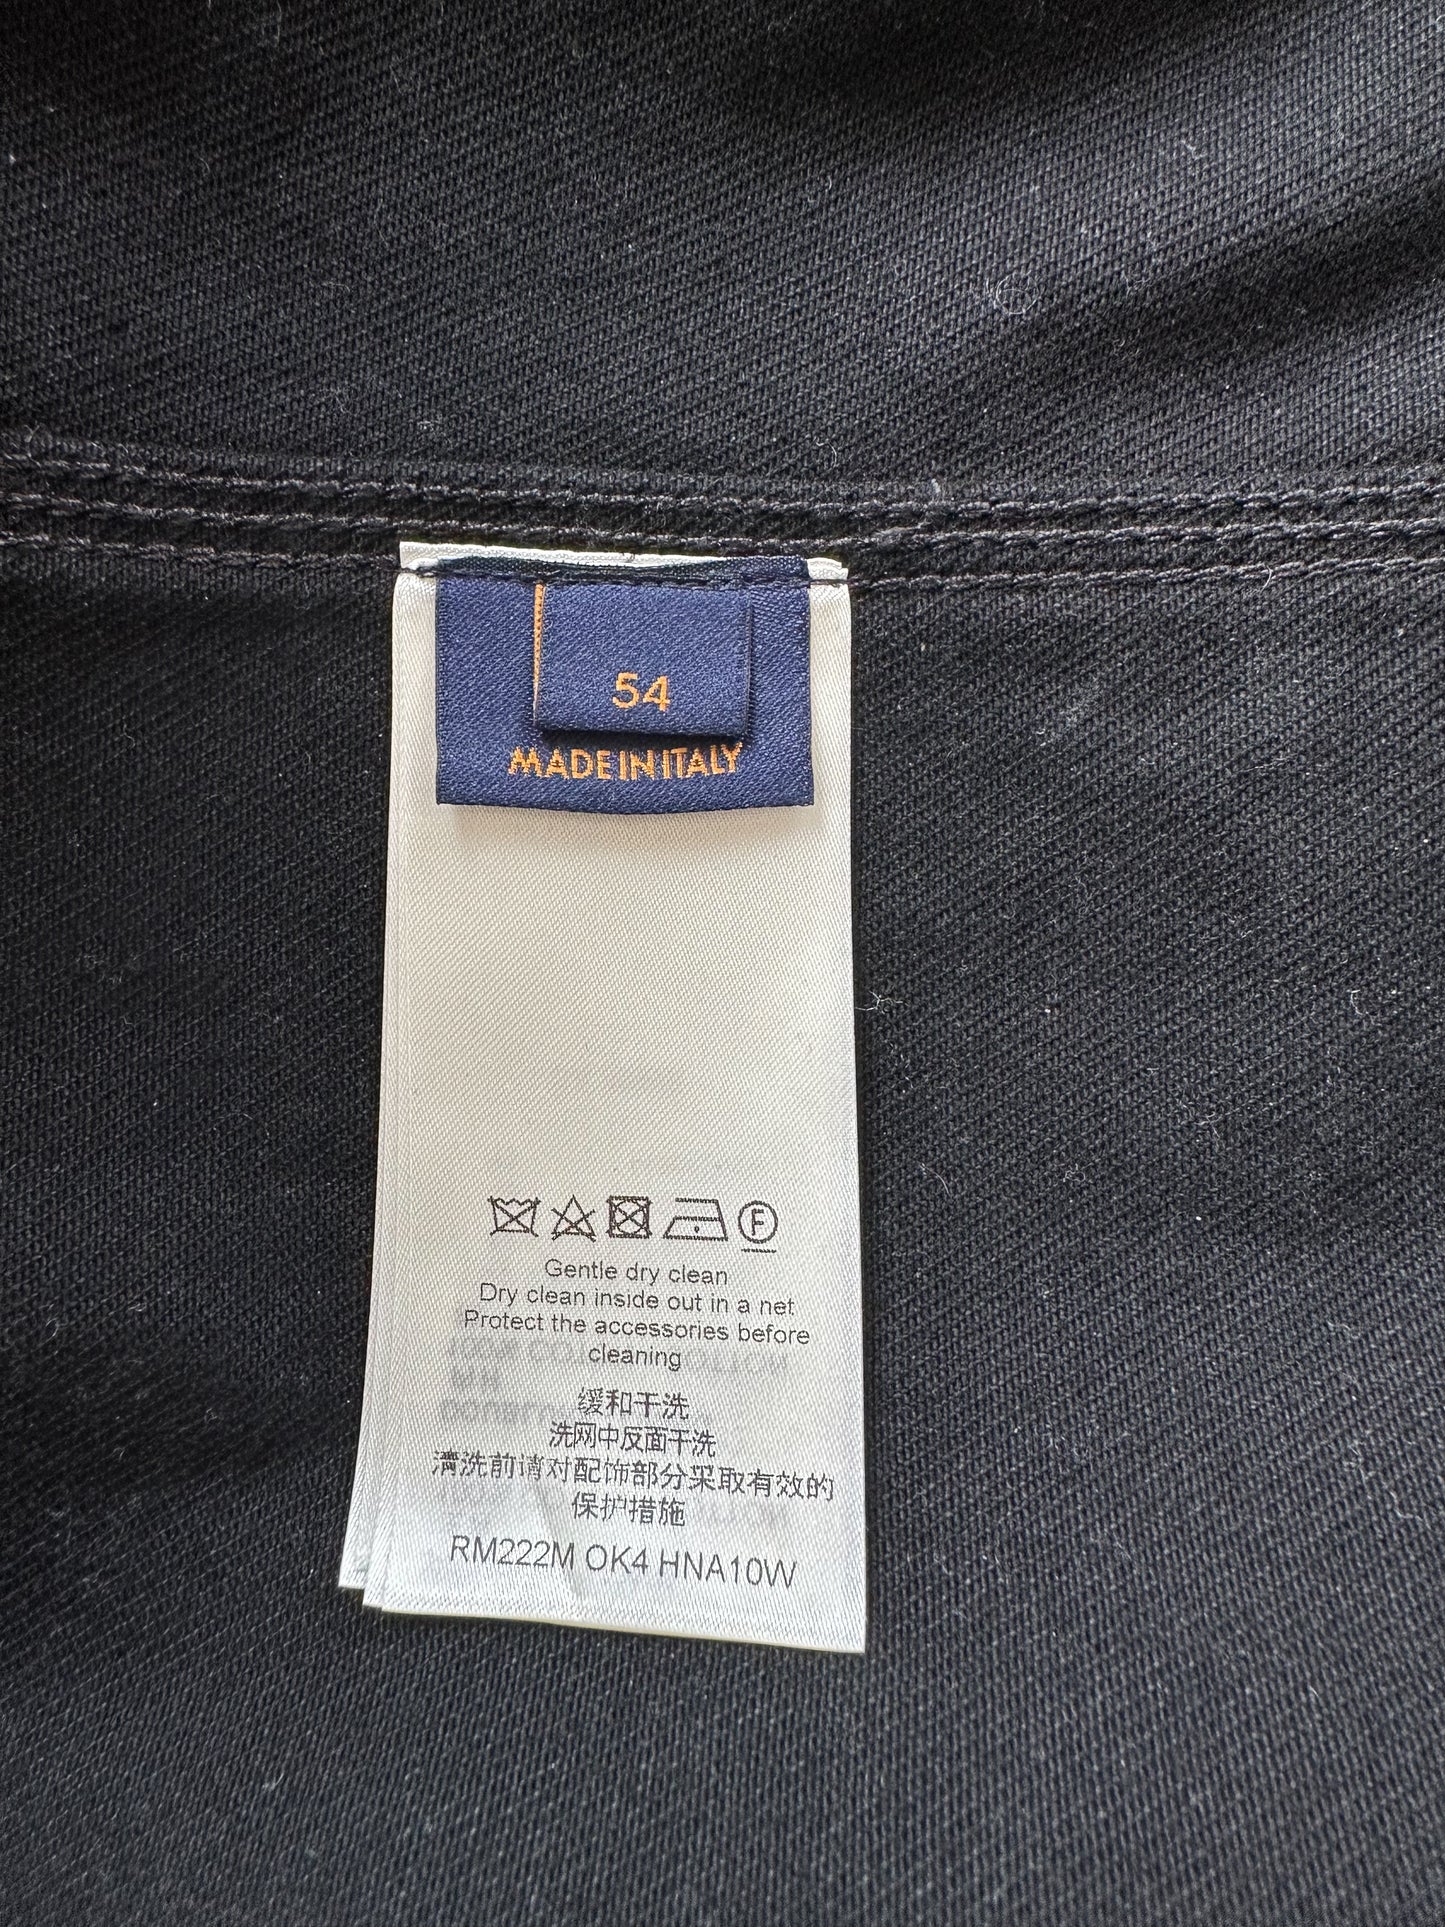 54
MADE IN ITALY
F
Gentle dry clean
Dry clean inside out in a net
Protect the accessories before
cleaning
缓和干洗
洗网中反面干洗
清洗前请对配饰部分采取有效的
保护措施
RM222M OK4 HNA10W